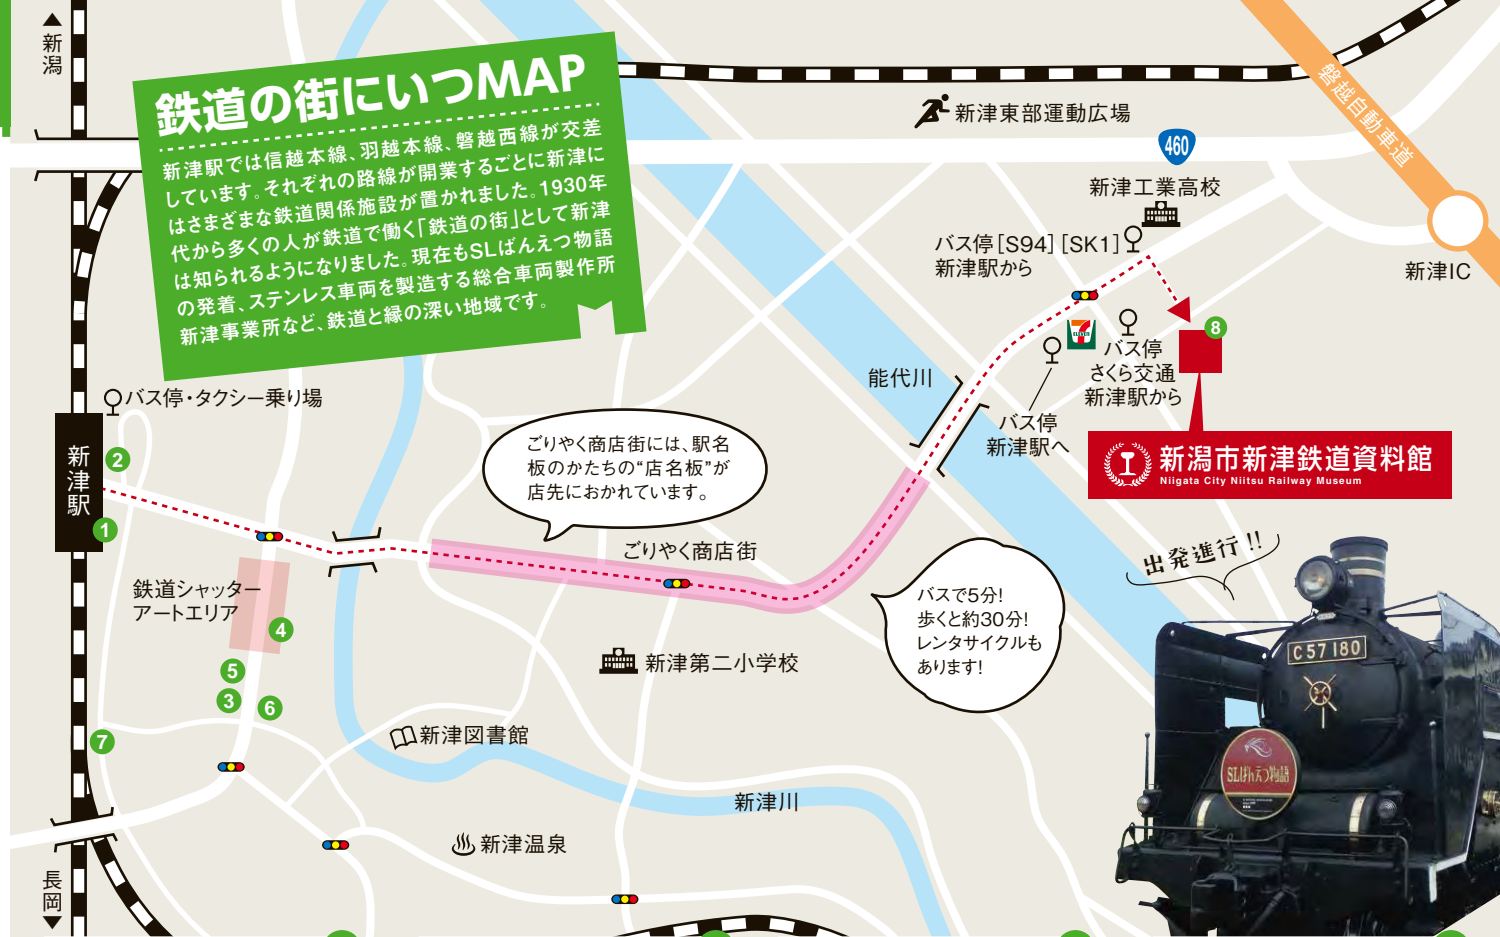 新潟
鉄道の街にいつMAP
新津駅では信越本線、羽越本線、磐越西線が交差
しています。それぞれの路線が開業するごとに新津に
はさまざまな鉄道関係施設が置かれました。1930年
代から多くの人が鉄道で働く「鉄道の街」として新津
は知られるようになりました。現在もSLばんえつ物語
の発着、ステンレス車両を製造する総合車両製作所
新津事業所など、鉄道と縁の深い地域です。
新津東部運動広場
磐越自動車道
460
新津工業高校
バス停[S94][SK1]
新津駅から
新津IC
8
7
ELEVEN
バス停
さくら交通
新津駅から
能代川
バス停
新津駅へ
新潟市新津鉄道資料館
Niigata City Niitsu Railway Museum
バス停・タクシー乗り場
新津駅
2
1
ごりやく商店街には、駅名
板のかたちの“店名板”が
店先におかれています。
ごりやく商店街
鉄道シャッター
アートエリア
4
5
3
6
7
バスで5分!
歩くと約30分!
レンタサイクルも
あります!
出発進行!!
C57 180
SLばんえつ物語
新津第二小学校
新津図書館
新津川
新津温泉
長岡